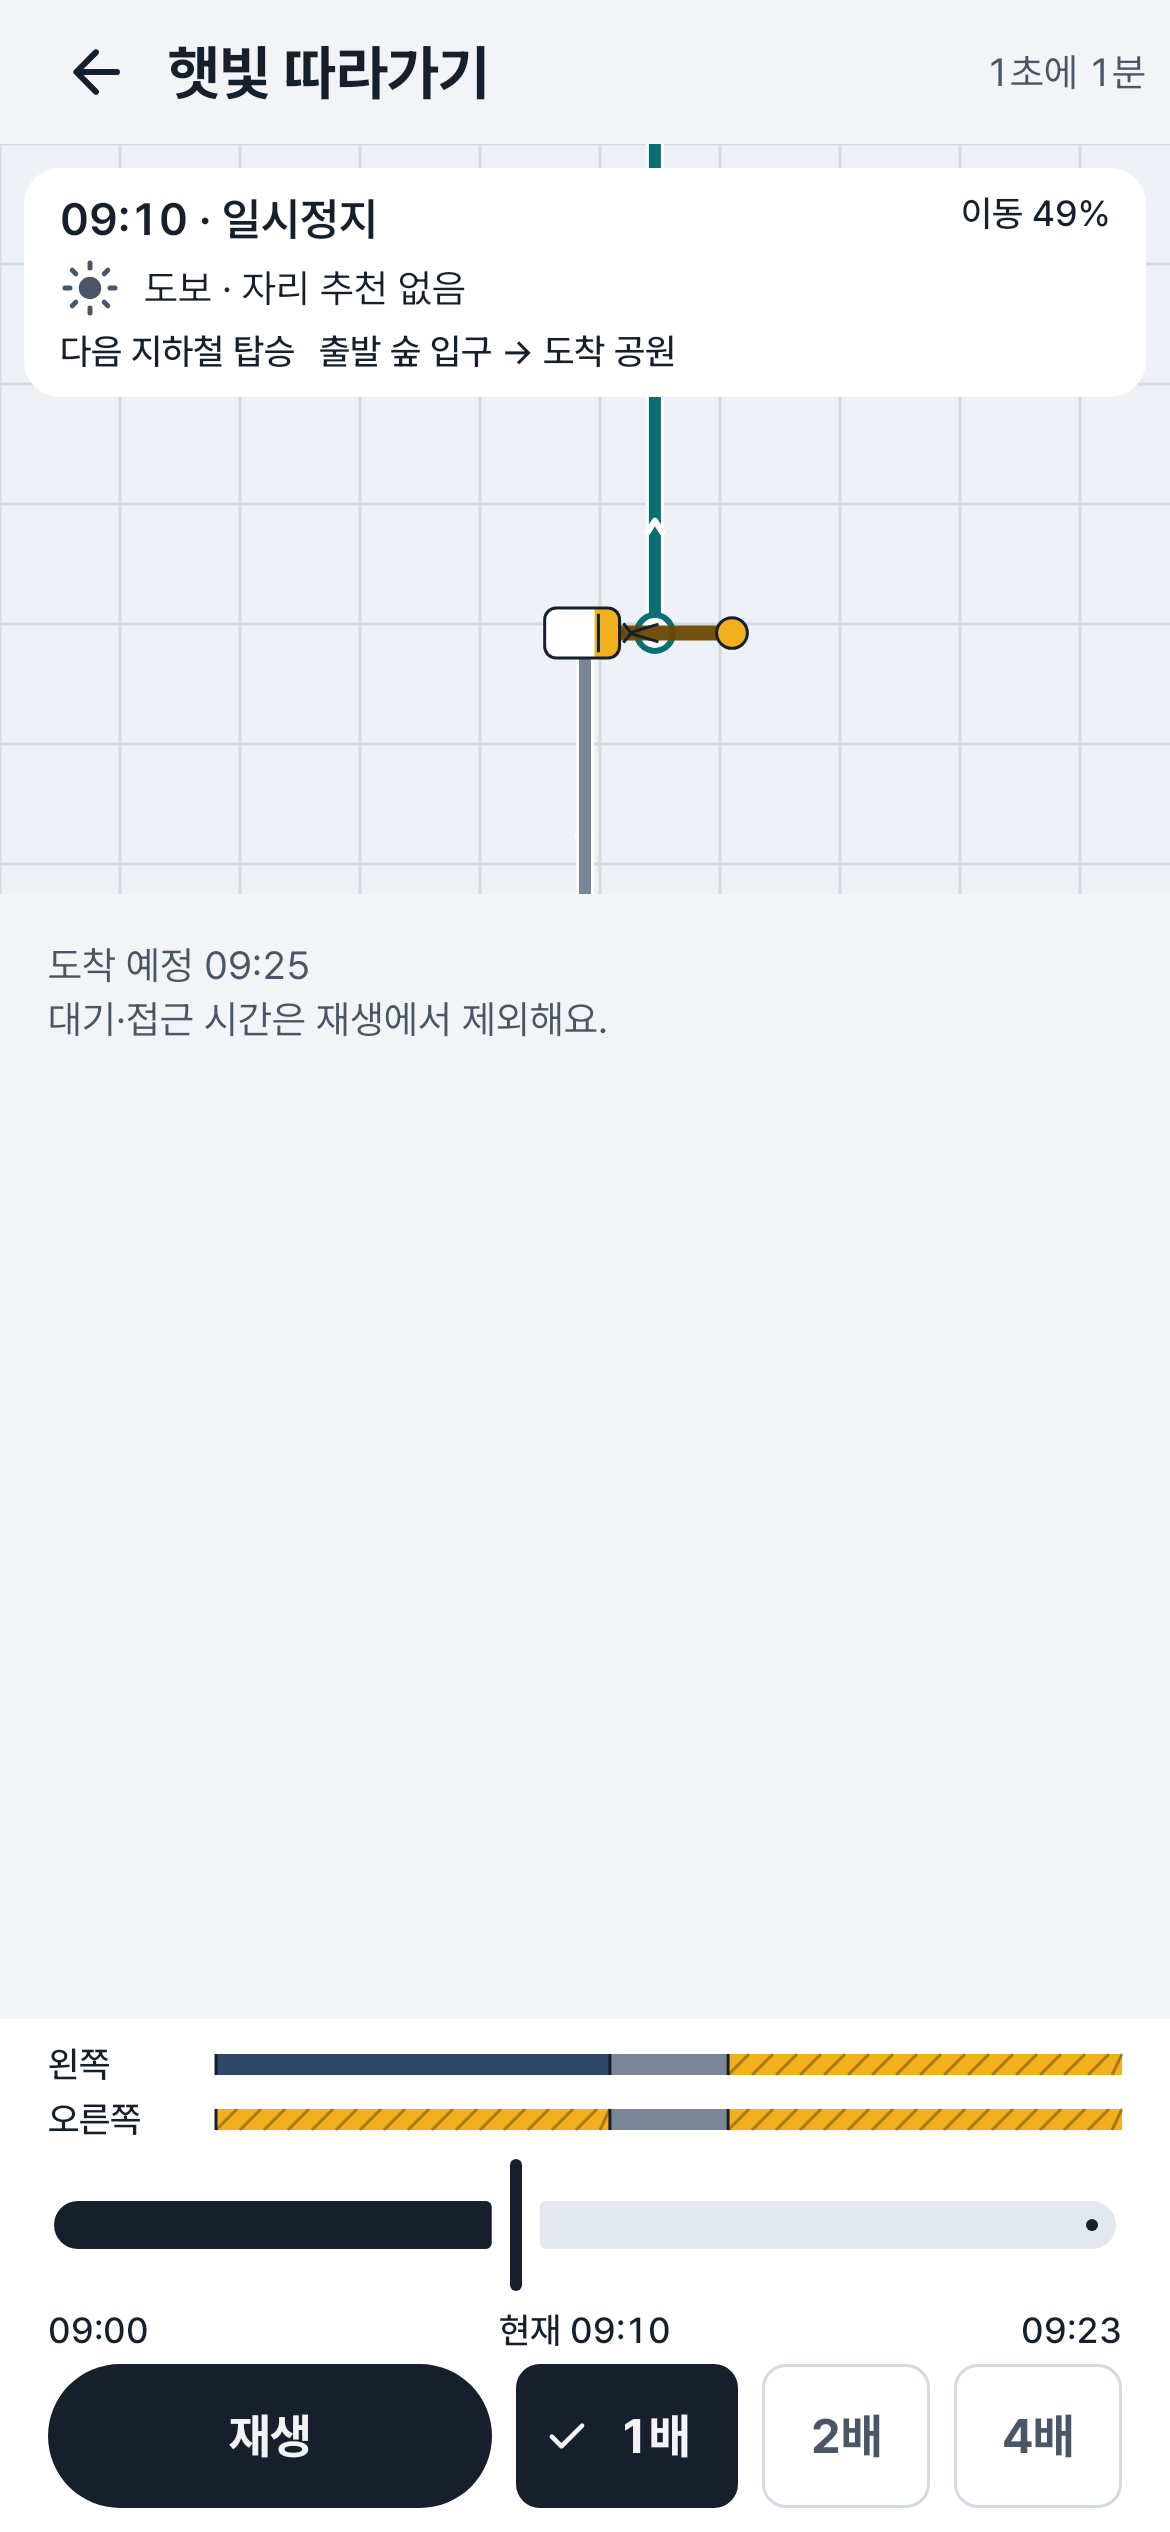 햇빛 따라가기
1초에 1분
09:10 · 일시정지
이동 49%
도보 · 자리 추천 없음
다음 지하철 탑승 출발 숲 입구 → 도착 공원
도착 예정 09:25
대기·접근 시간은 재생에서 제외해요.
왼쪽
오른쪽
09:00
현재 09:10
09:23
재생
1배
2배
4배